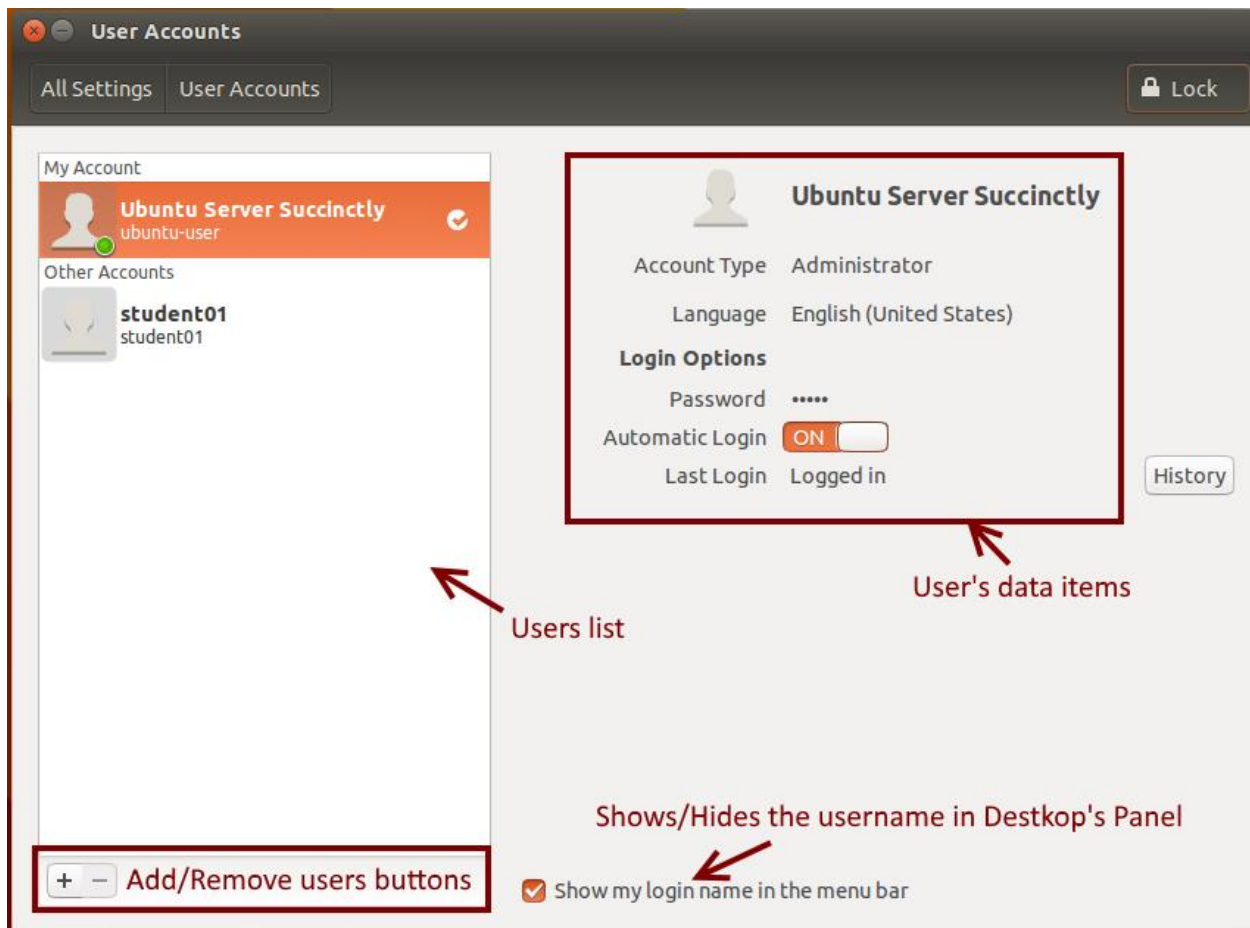 User Accounts
All Settings User Accounts
Lock
My Account
Ubuntu Server Succinctly
ubuntu-user
Other Accounts
student01
student01
Ubuntu Server Succinctly
Account Type Administrator
Language English (United States)
Login Options
Password •••••
Automatic Login ON
Last Login Logged in
History
User's data items
Users list
Shows/Hides the username in Destkop's Panel
+ - Add/Remove users buttons
Show my login name in the menu bar